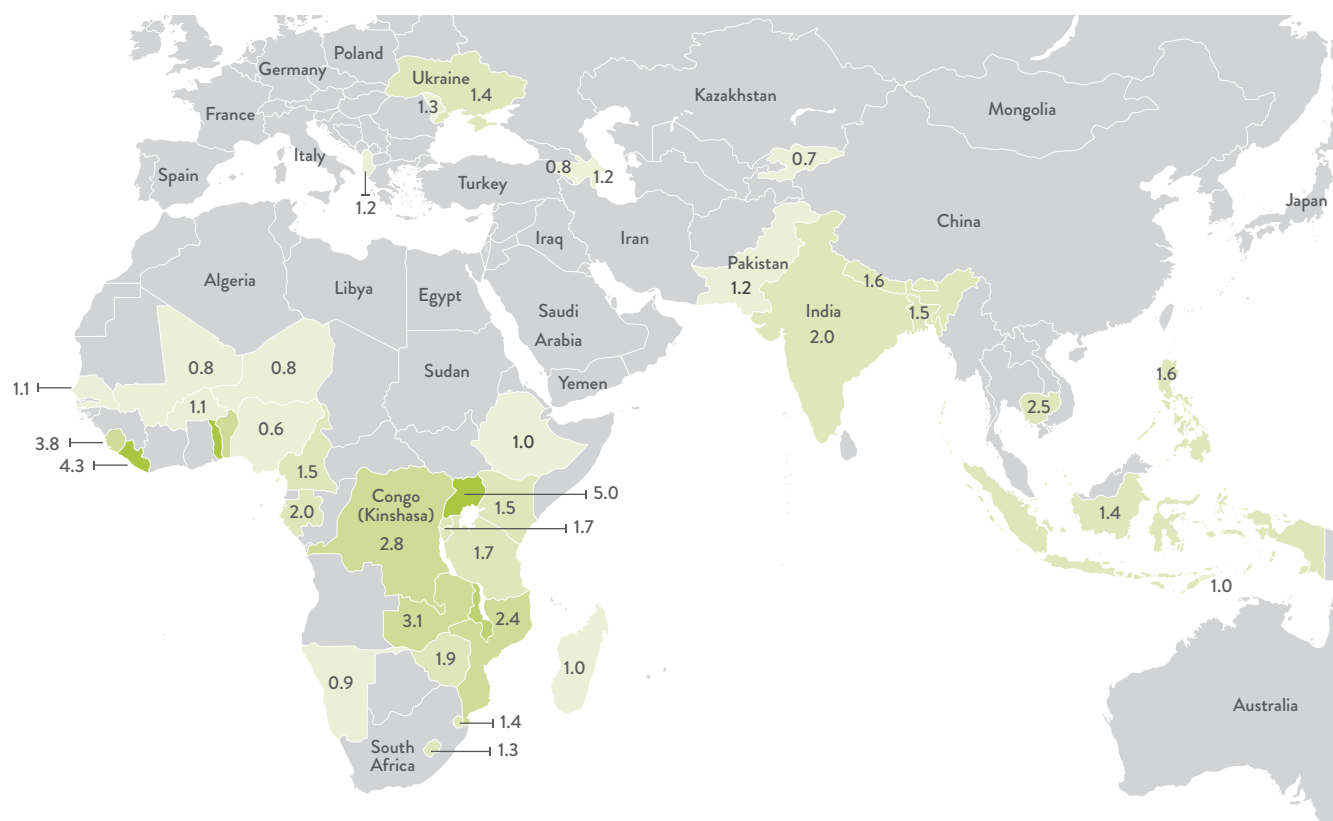 Poland
Germany
Ukraine
1.4
1.3
France
Kazakhstan
Mongolia
Italy
Spain
0.8
1.2
0.7
Turkey
1.2
Japan
China
Iraq
Iran
Pakistan
1.2
Algeria
Libya
Egypt
Saudi
Arabia
1.6
India
2.0
1.5
Sudan
Yemen
0.8
0.8
1.1
1.1
0.6
1.6
2.5
3.8
4.3
1.0
1.5
Congo
(Kinshasa)
2.8
5.0
1.5
2.0
1.7
1.7
1.4
1.0
3.1
2.4
1.9
1.0
0.9
1.4
Australia
South
Africa
1.3